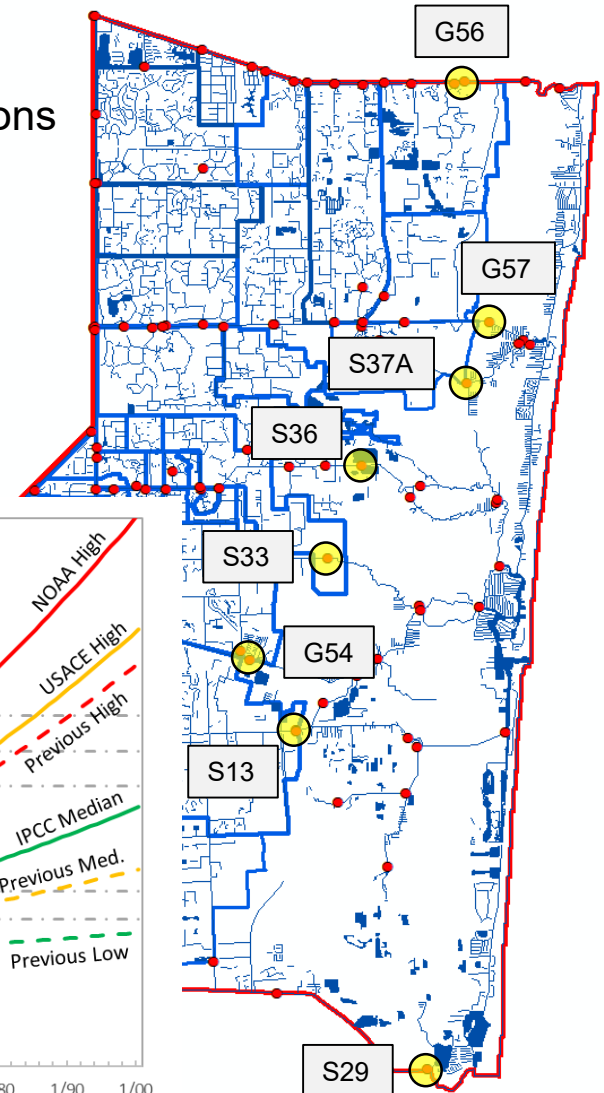 ons
G56
G57
S37A
S36
S33
G54
S13
S29
NOAA High
USACE High
Previous High
IPCC Median
Previous Med.
Previous Low
80 1/90 1/00